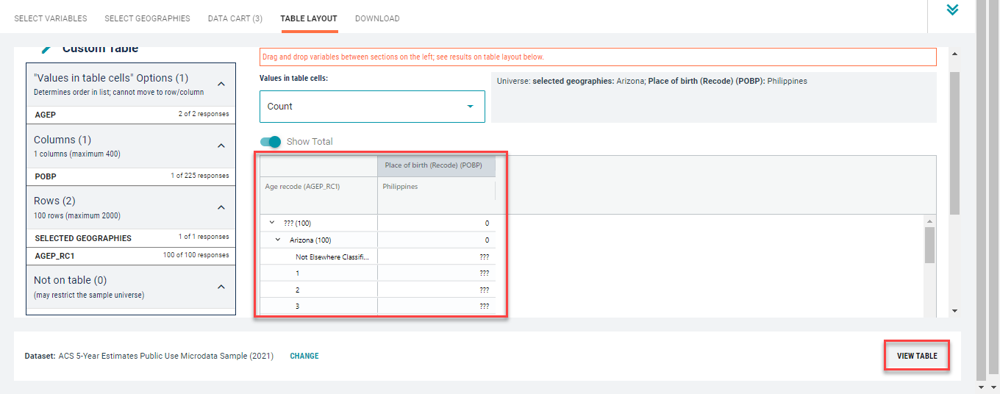 SELECT VARIABLES SELECT GEOGRAPHIES DATA CART (3) TABLE LAYOUT DOWNLOAD
Custom Table
"Values in table cells" Options (1)
Determines order in list; cannot move to row/column
AGEP 2 of 2 responses
Columns (1)
1 columns (maximum 400)
POBP 1 of 225 responses
Rows (2)
100 rows (maximum 2000)
SELECTED GEOGRAPHIES 1 of 1 responses
AGEP_RC1 100 of 100 responses
Not on table (0)
(may restrict the sample universe)
Drag and drop variables between sections on the left; see results on table layout below.
Values in table cells:
Count
Universe: selected geographies: Arizona; Place of birth (Recode) (POBP): Philippines
Show Total
Place of birth (Recode) (POBP)
Age recode (AGEP_RC1) Philippines
??? (100) 0
Arizona (100) 0
Not Elsewhere Classifi... ???
1 ???
2 ???
3 ???
Dataset: ACS 5-Year Estimates Public Use Microdata Sample (2021) CHANGE
VIEW TABLE